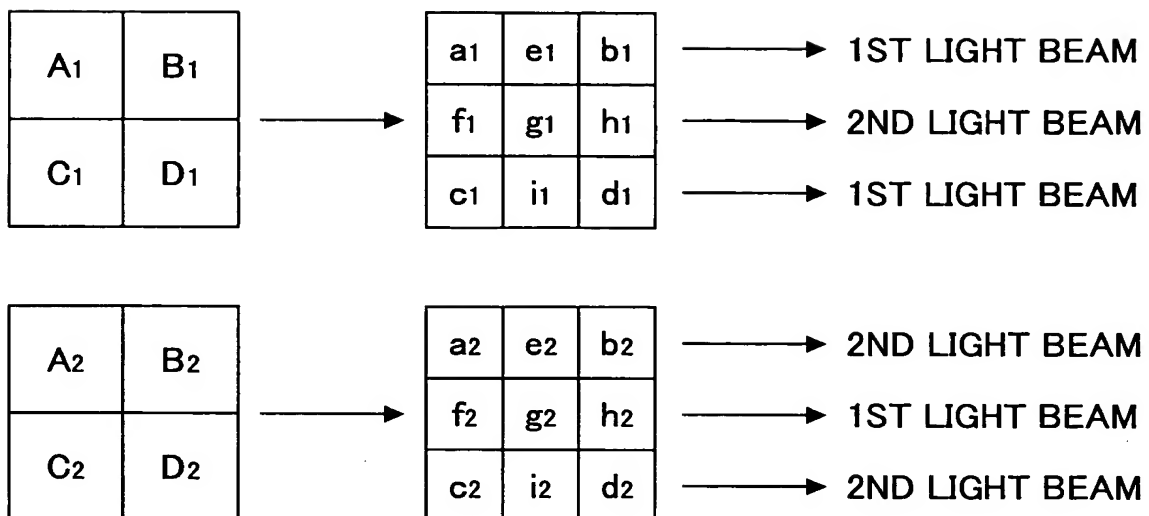 A1 B1
C1 D1
a1 e1 b1 1ST LIGHT BEAM
f1 g1 h1 2ND LIGHT BEAM
c1 i1 d1 1ST LIGHT BEAM
A2 B2
C2 D2
a2 e2 b2 2ND LIGHT BEAM
f2 g2 h2 1ST LIGHT BEAM
c2 i2 d2 2ND LIGHT BEAM